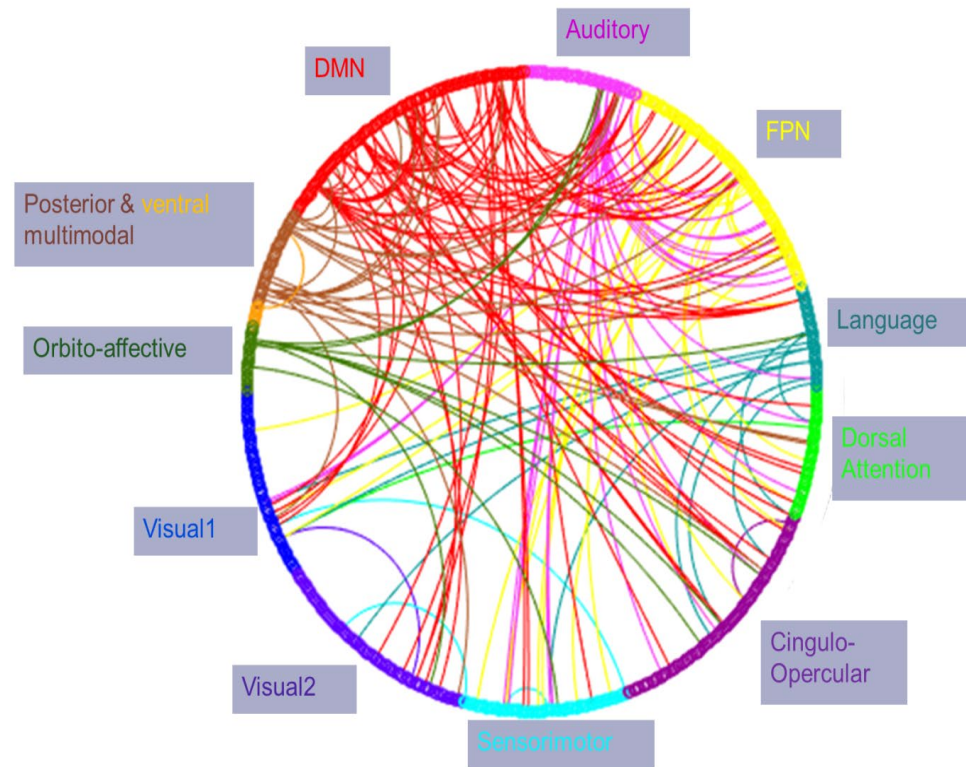 Auditory
DMN
FPN
Posterior & ventral
multimodal
Language
Orbito-affective
Dorsal
Attention
Visual1
Cingulo-
Opercular
Visual2
Sensorimotor